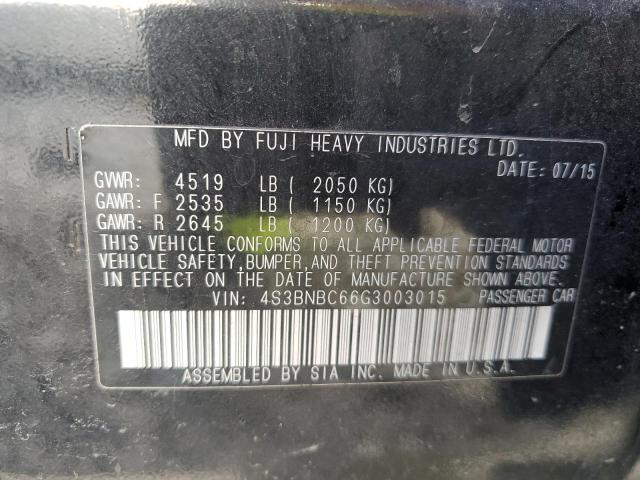 MFD BY FUJI HEAVY INDUSTRIES LTD.
DATE: 07/15
GVWR: 4519 LB ( 2050 KG)
GAWR: F 2535 LB ( 1150 KG)
GAWR: R 2645 LB ( 1200 KG)
THIS VEHICLE CONFORMS TO ALL APPLICABLE FEDERAL MOTOR
VEHICLE SAFETY, BUMPER, AND THEFT PREVENTION STANDARDS
IN EFFECT ON THE DATE OF MANUFACTURE SHOWN ABOVE.
VIN: 4S3BNBC66G3003015 PASSENGER CAR
ASSEMBLED BY SIA INC. MADE IN U.S.A.